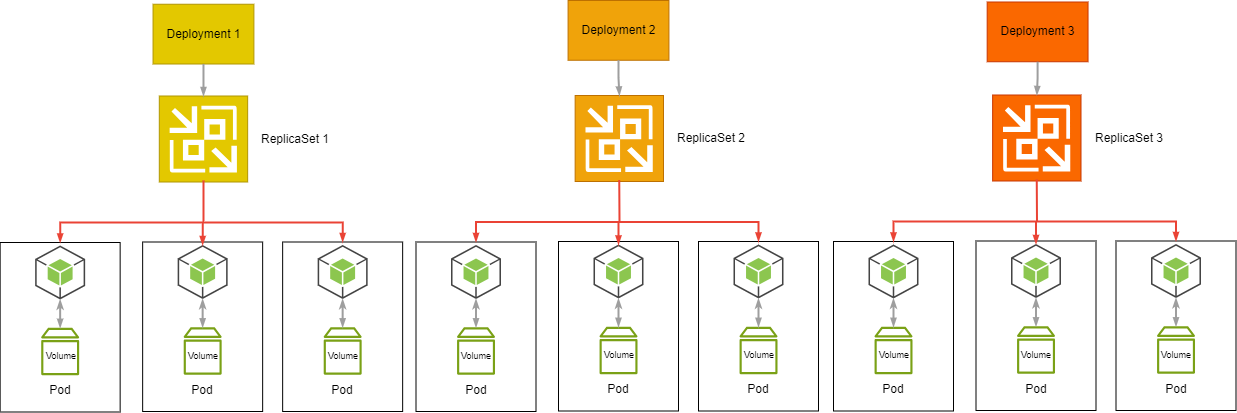 Deployment 1
Deployment 2
Deployment 3
ReplicaSet 1
ReplicaSet 2
ReplicaSet 3
Volume
Volume
Volume
Volume
Volume
Volume
Volume
Volume
Volume
Pod
Pod
Pod
Pod
Pod
Pod
Pod
Pod
Pod